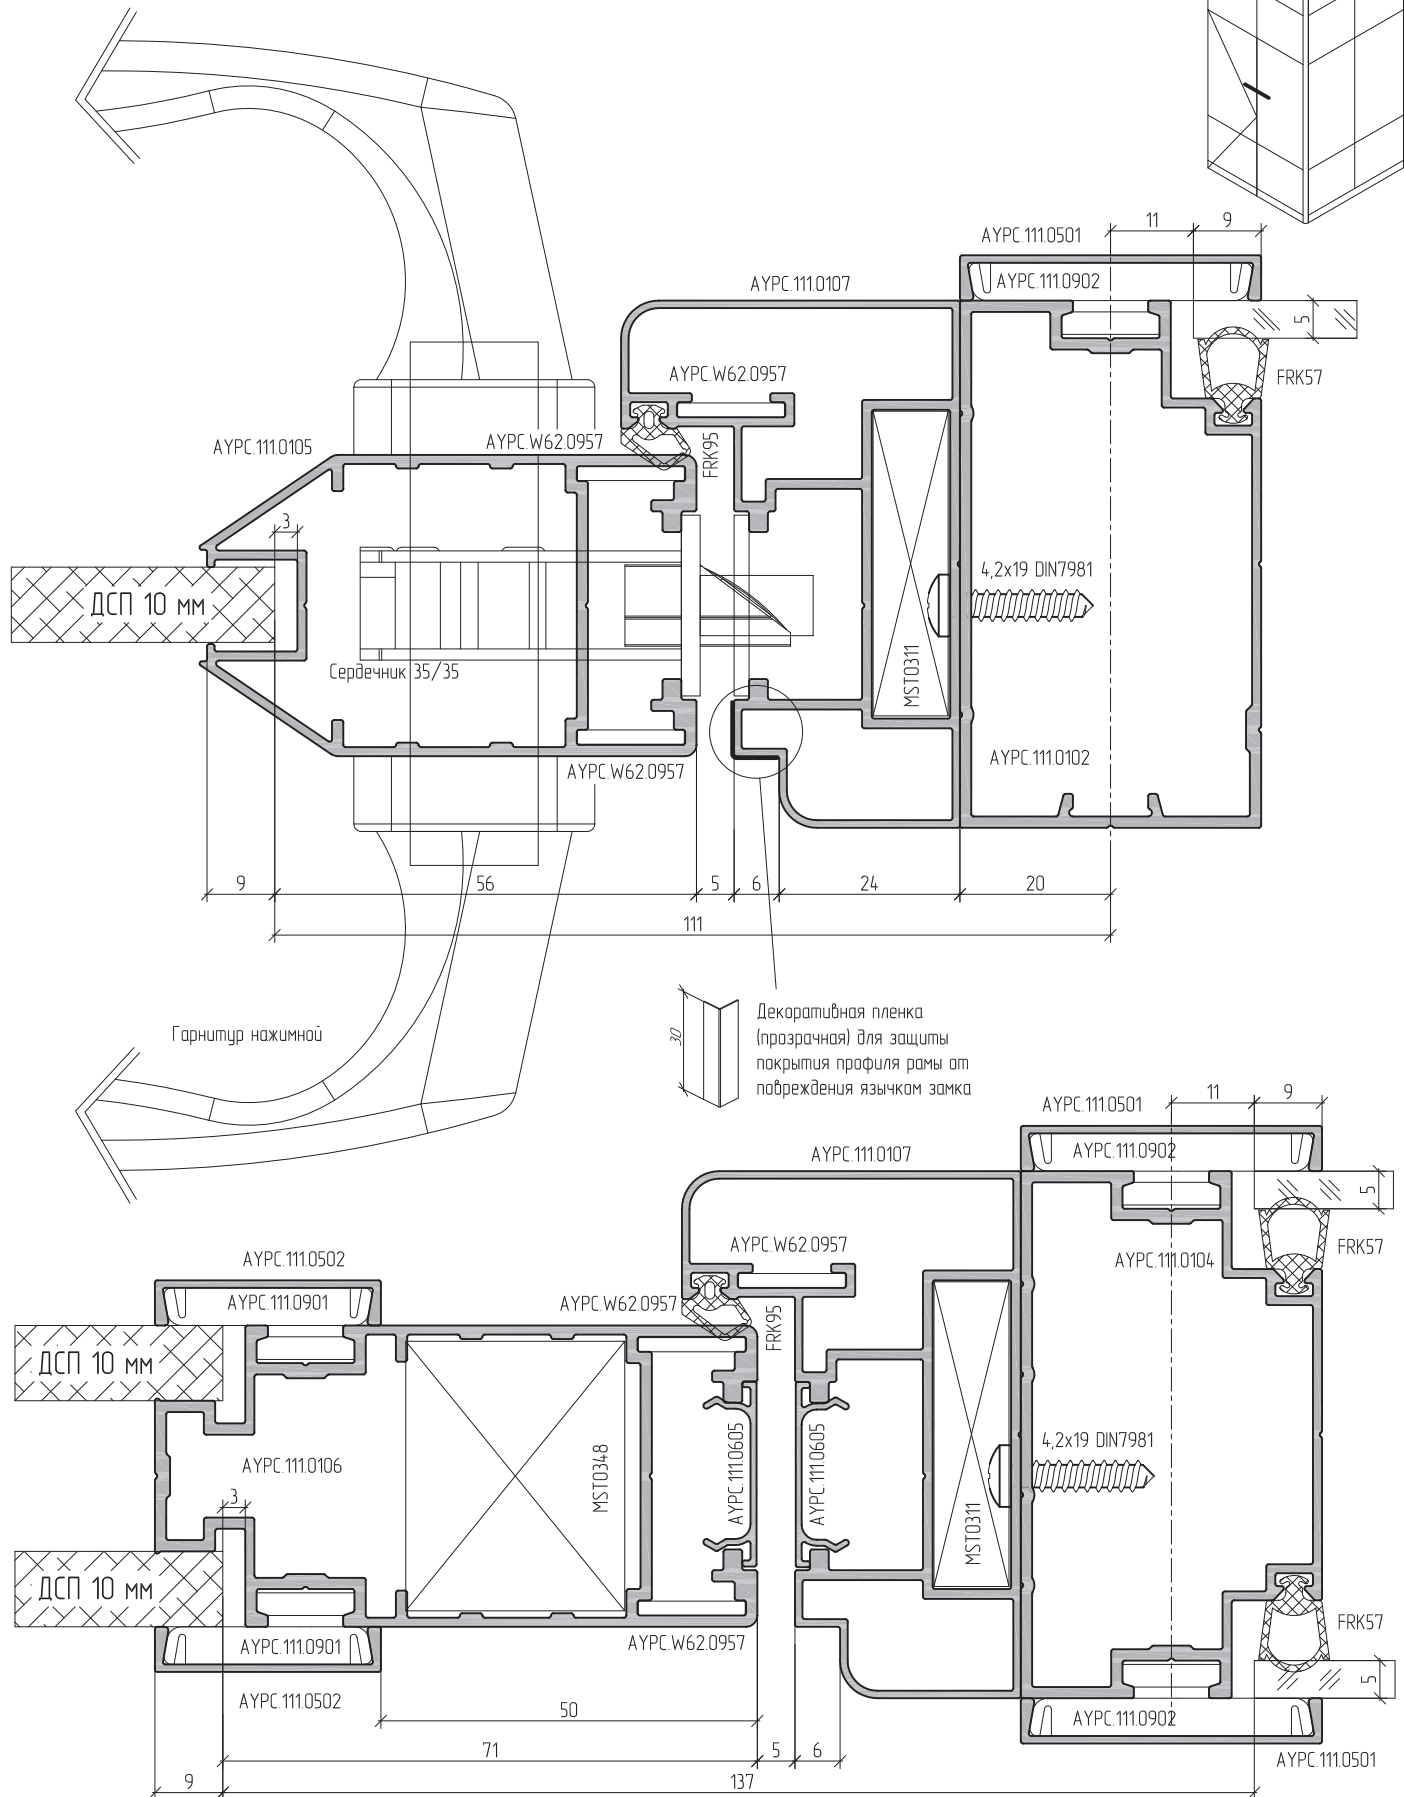 11
9
AYPC.111.0501
AYPC.111.0902
AYPC.111.0107
5
AYPC.W62.0957
FRK57
AYPC.111.0105
AYPC.W62.0957
FRK95
3
4,2x19 DIN7981
ДСП 10 мм
Сердечник 35/35
MST0311
AYPC.111.0102
AYPC.W62.0957
9
56
5
6
24
20
111
Гарнитур нажимной
30
Декоративная пленка
(прозрачная) для защиты
покрытия профиля рамы от
повреждения язычком замка
11
9
AYPC.111.0501
AYPC.111.0902
AYPC.111.0107
5
AYPC.W62.0957
FRK57
AYPC.111.0104
AYPC.111.0502
AYPC.111.0901
AYPC.W62.0957
FRK95
ДСП 10 мм
AYPC.111.0106
MST0348
AYPC.111.0605
AYPC.111.0605
4,2x19 DIN7981
MST0311
3
ДСП 10 мм
AYPC.111.0901
AYPC.W62.0957
FRK57
5
AYPC.111.0502
AYPC.111.0902
AYPC.111.0501
50
71
5
6
9
137